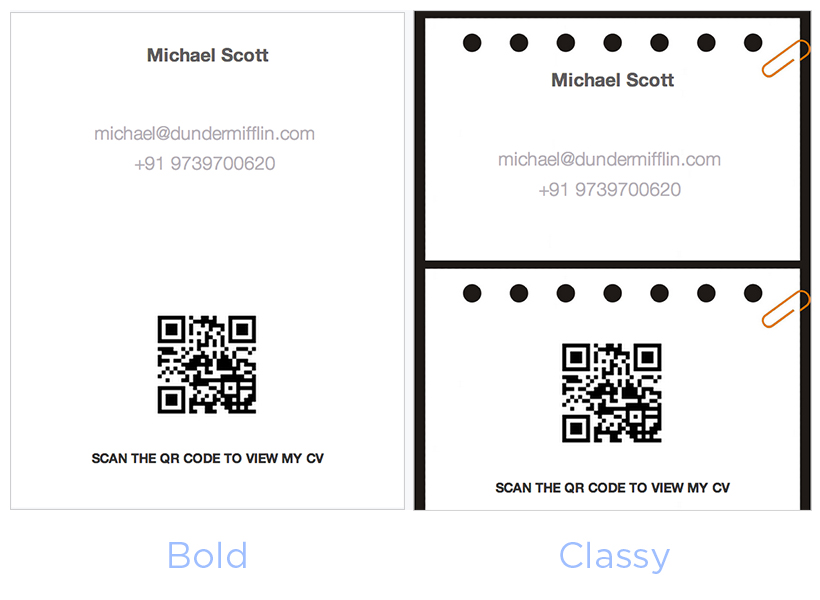 Michael Scott
michael@dundermifflin.com
+91 9739700620
SCAN THE QR CODE TO VIEW MY CV
Bold
Michael Scott
michael@dundermifflin.com
+91 9739700620
SCAN THE QR CODE TO VIEW MY CV
Classy